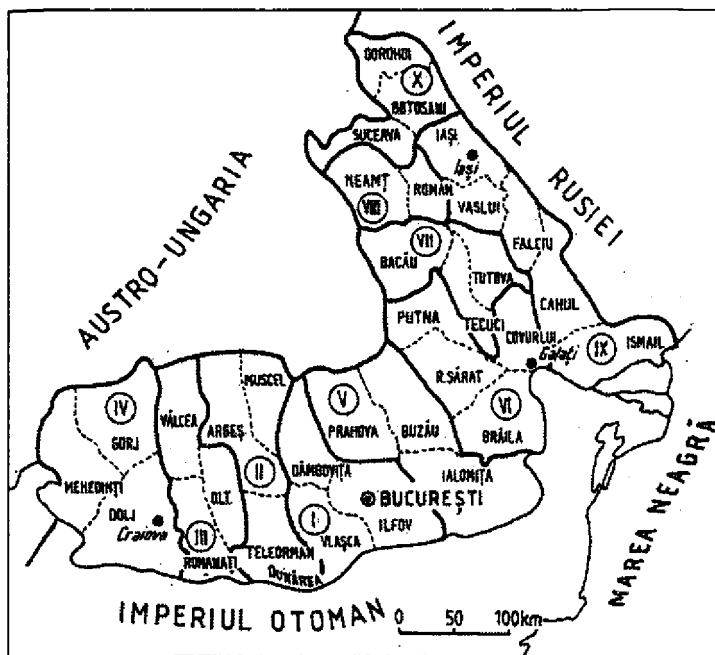 IMPERIUL RUSIEI
AUSTRO-UNGARIA
DOROHOI
X
BOTOSANI
SUCEAVA
IAȘI
Iași
NEAMȚ
VIII
ROMAN
VASLUI
VII
BACĂU
FALCIU
TUTOVA
CAHUL
PUTNA
TECUCI
COVURLUI
Galați
IX
ISMAIL
R.SĂRAT
MUSCEL
IV
GORJ
VÂLCEA
ARGEȘ
V
PRAHOVA
BUZĂU
VI
BRĂILA
MEHEDINȚI
II
DÂMBOVIȚA
IALOMIȚA
DOLJ
OLT
BUCUREȘTI
Craiova
III
I
VLAȘCA
ILFOV
ROMANAȚI
TELEORMAN
DUNĂREA
MAREA NEAGRĂ
IMPERIUL OTOMAN
0 50 100km